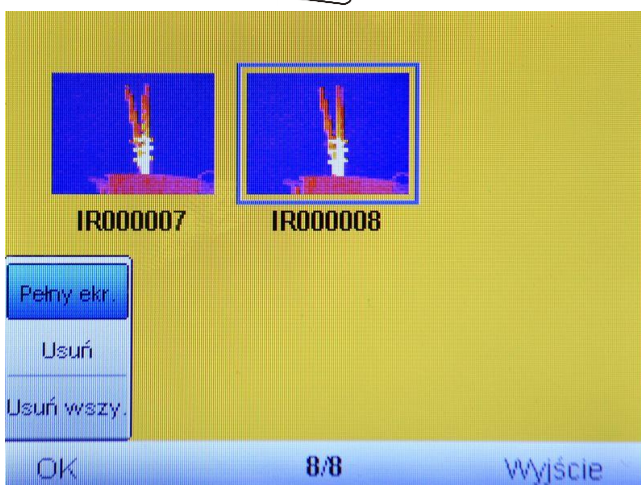 IR000007 IR000008
Pełny ekr.
Usuń
Usuń wszy.
OK 8/8 Wyjście